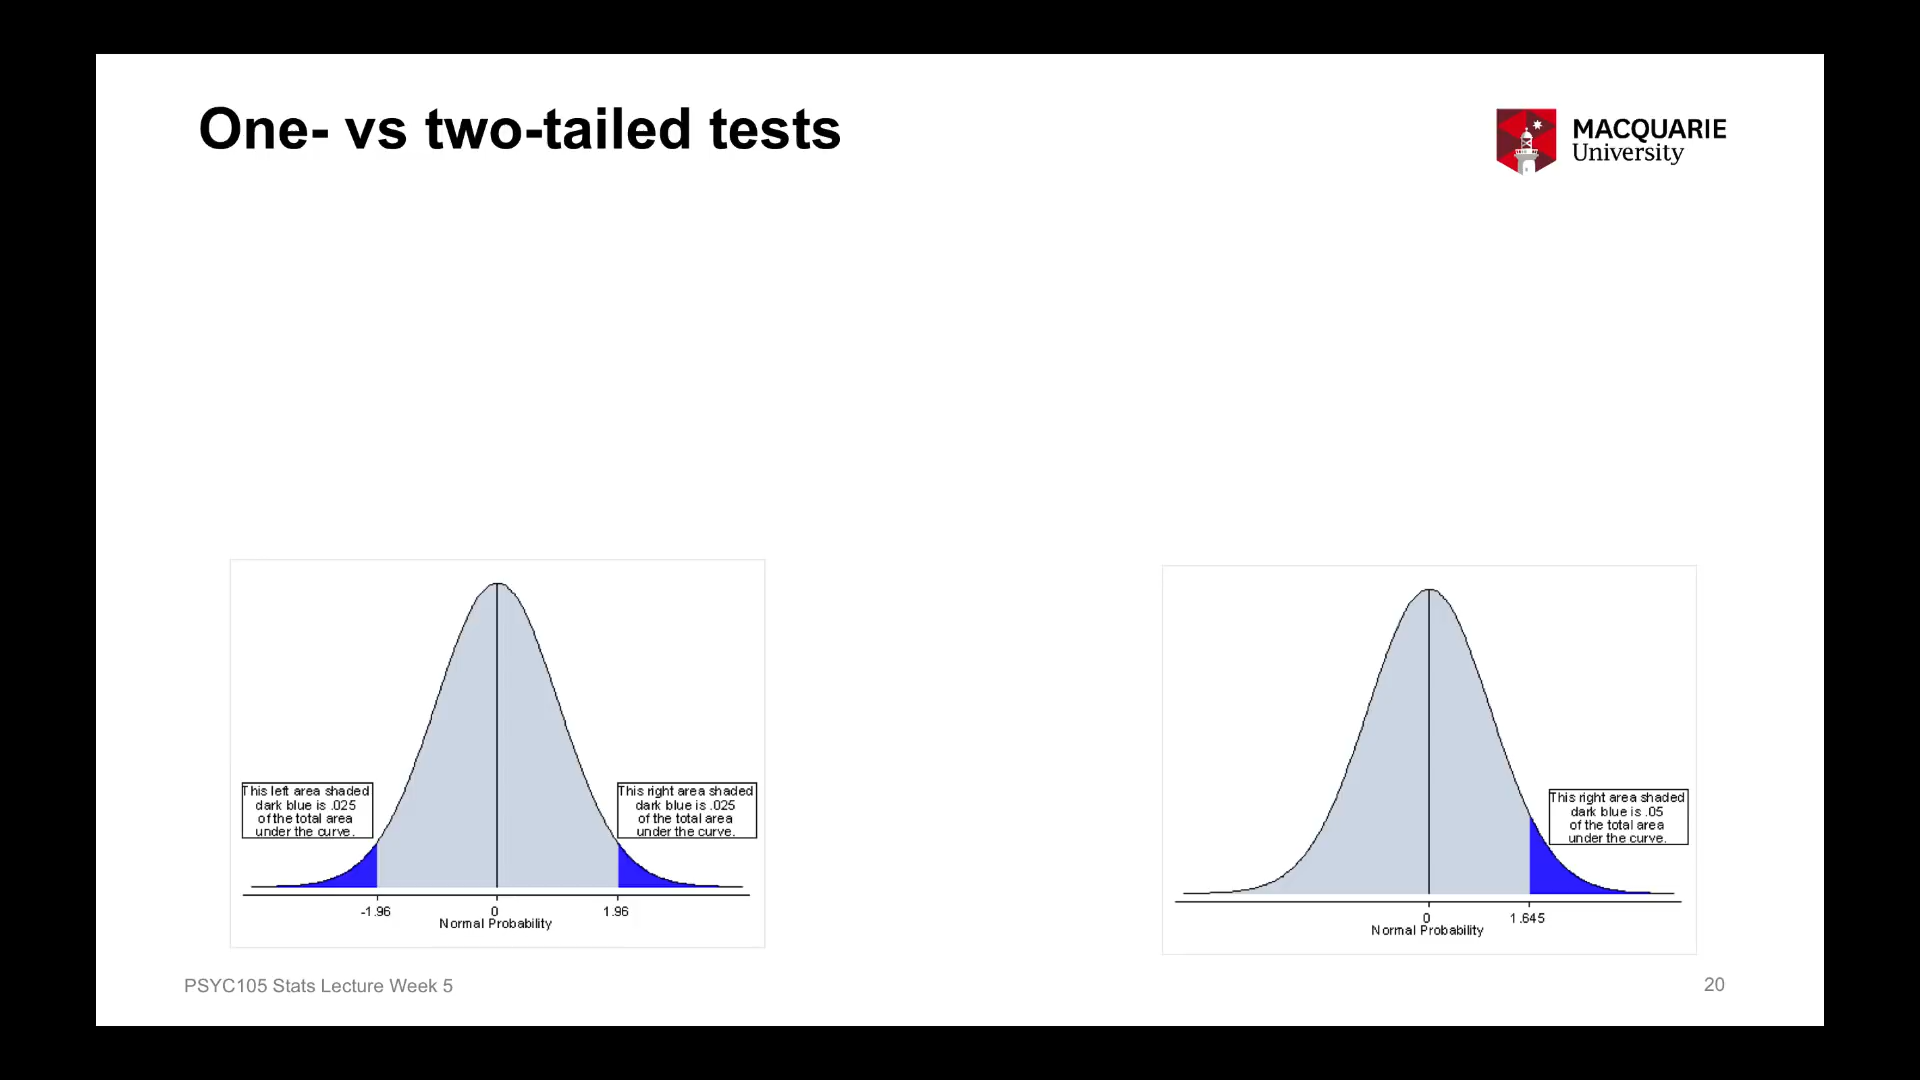 One- vs two-tailed tests
MACQUARIE
University
This left area shaded
dark blue is .025
of the total area
under the curve.
This right area shaded
dark blue is .025
of the total area
under the curve.
-1.96
0
1.96
Normal Probability
This right area shaded
dark blue is .05
of the total area
under the curve.
0
1.645
Normal Probability
PSYC105 Stats Lecture Week 5
20